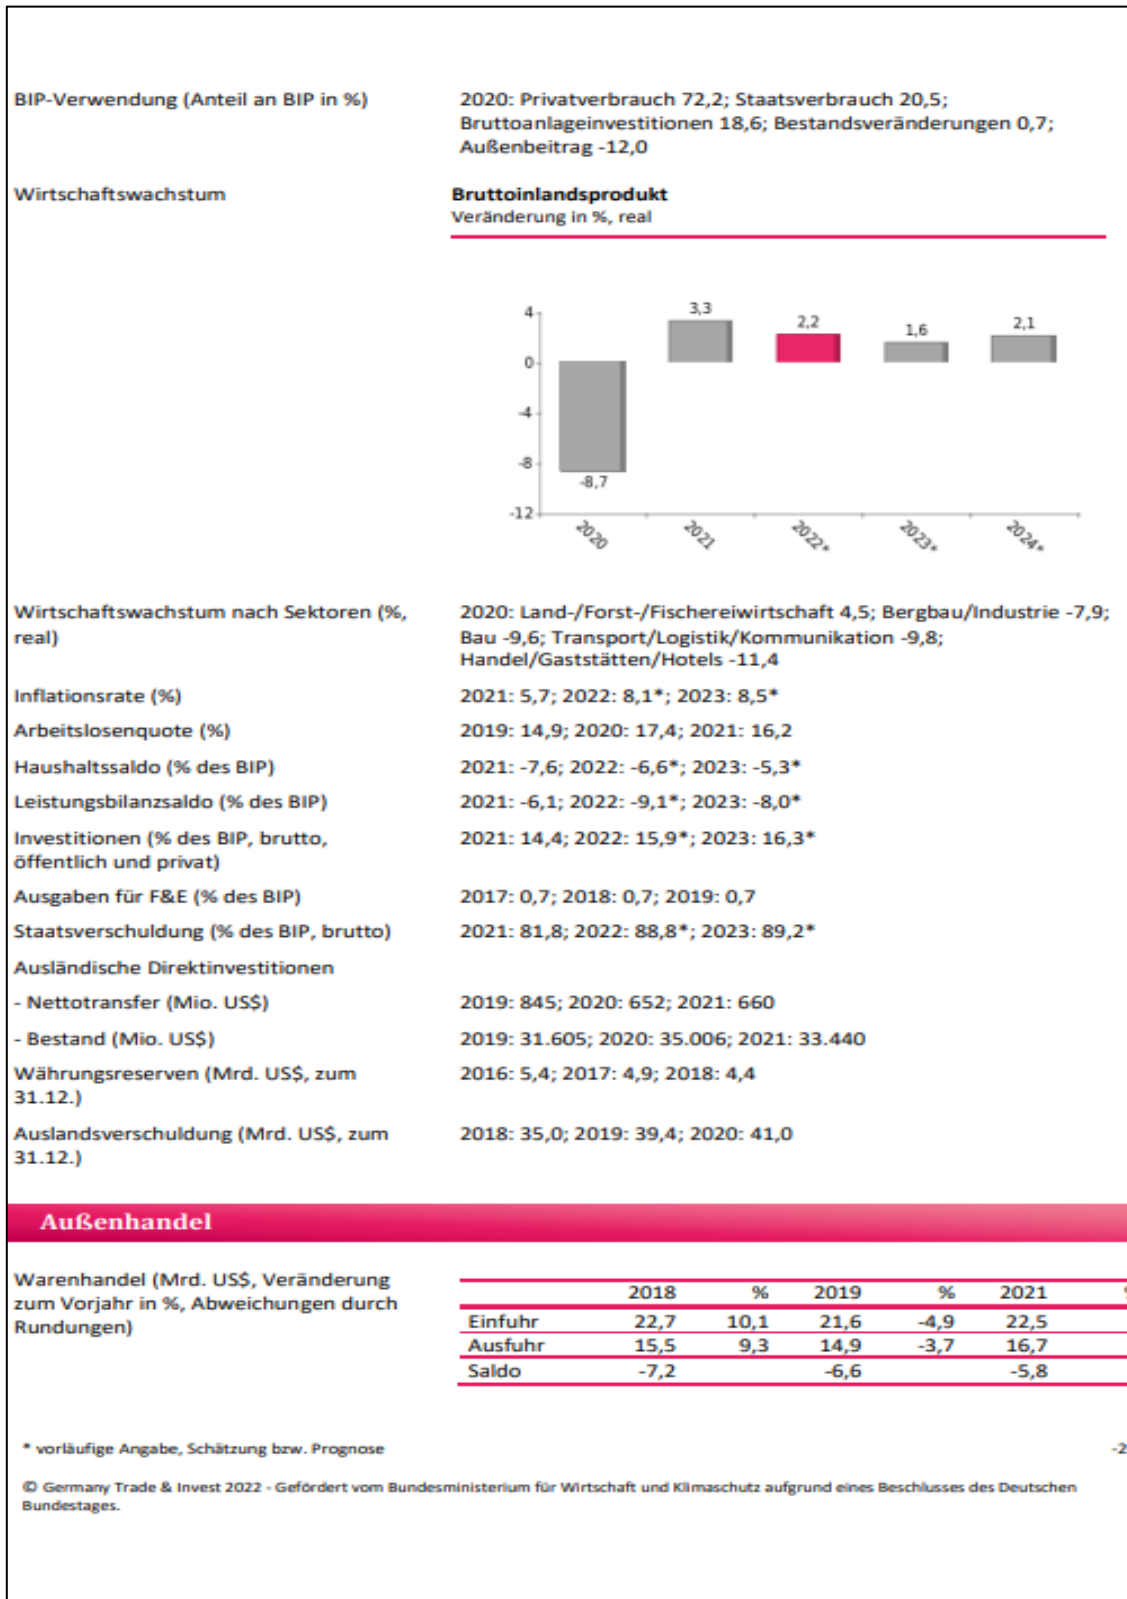 BIP-Verwendung (Anteil an BIP in %)
2020: Privatverbrauch 72,2; Staatsverbrauch 20,5;
Bruttoanlageinvestitionen 18,6; Bestandsveränderungen 0,7;
Außenbeitrag -12,0
Wirtschaftswachstum
Bruttoinlandsprodukt
Veränderung in %, real
4
0
-4
-8
-12
-8,7
3,3
2,2
1,6
2,1
2020
2021
2022*
2023*
2024*
Wirtschaftswachstum nach Sektoren (%,
real)
2020: Land-/Forst-/Fischereiwirtschaft 4,5; Bergbau/Industrie -7,9;
Bau -9,6; Transport/Logistik/Kommunikation -9,8;
Handel/Gaststätten/Hotels -11,4
Inflationsrate (%)
2021: 5,7; 2022: 8,1*; 2023: 8,5*
Arbeitslosenquote (%)
2019: 14,9; 2020: 17,4; 2021: 16,2
Haushaltssaldo (% des BIP)
2021: -7,6; 2022: -6,6*; 2023: -5,3*
Leistungsbilanzsaldo (% des BIP)
2021: -6,1; 2022: -9,1*; 2023: -8,0*
Investitionen (% des BIP, brutto,
öffentlich und privat)
2021: 14,4; 2022: 15,9*; 2023: 16,3*
Ausgaben für F&E (% des BIP)
2017: 0,7; 2018: 0,7; 2019: 0,7
Staatsverschuldung (% des BIP, brutto)
2021: 81,8; 2022: 88,8*; 2023: 89,2*
Ausländische Direktinvestitionen
- Nettotransfer (Mio. US$)
2019: 845; 2020: 652; 2021: 660
- Bestand (Mio. US$)
2019: 31.605; 2020: 35.006; 2021: 33.440
Währungsreserven (Mrd. US$, zum
31.12.)
2016: 5,4; 2017: 4,9; 2018: 4,4
Auslandsverschuldung (Mrd. US$, zum
31.12.)
2018: 35,0; 2019: 39,4; 2020: 41,0
Außenhandel
Warenhandel (Mrd. US$, Veränderung
zum Vorjahr in %, Abweichungen durch
Rundungen)
2018 % 2019 % 2021
Einfuhr 22,7 10,1 21,6 -4,9 22,5
Ausfuhr 15,5 9,3 14,9 -3,7 16,7
Saldo -7,2 -6,6 -5,8
* vorläufige Angabe, Schätzung bzw. Prognose
-2
© Germany Trade & Invest 2022 - Gefördert vom Bundesministerium für Wirtschaft und Klimaschutz aufgrund eines Beschlusses des Deutschen
Bundestages.